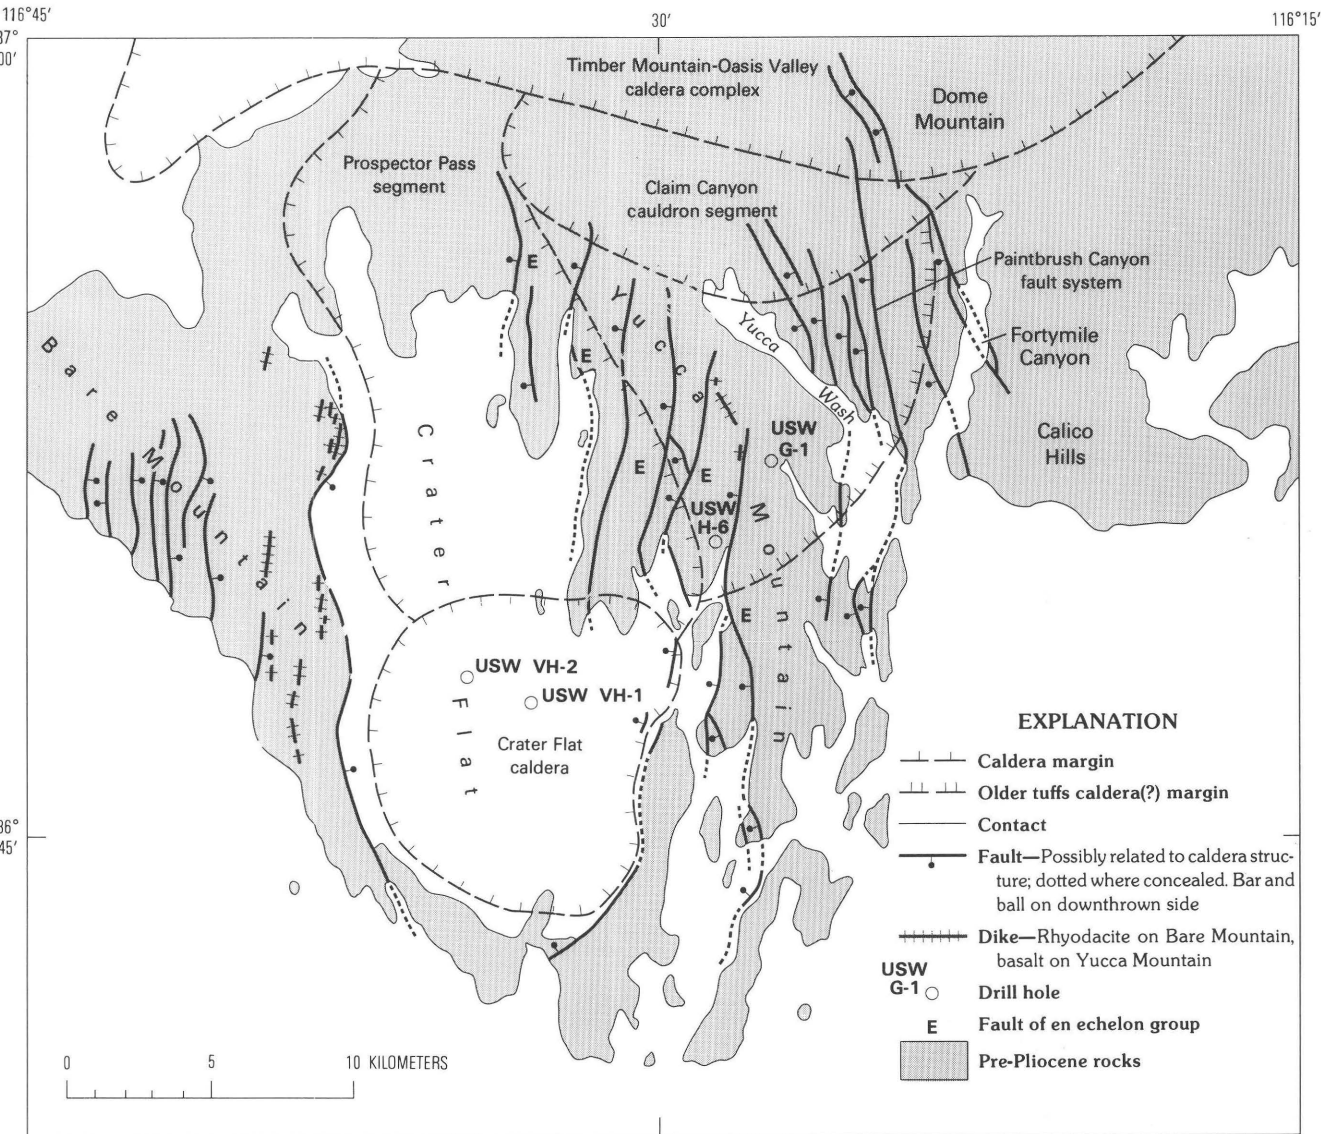 116°45′
30′
116°15′
37°
00′
Timber Mountain-Oasis Valley
caldera complex
Dome
Mountain
Prospector Pass
segment
Claim Canyon
cauldron segment
Paintbrush Canyon
fault system
E
Yucca
Yucca
Wash
Fortymile
Canyon
E
Bare
Mountain
Crater
USW
G-1
Calico
Hills
E
E
USW
H-6
Mountain
E
USW VH-2
USW VH-1
Flat
Crater Flat
caldera
36°
45′
EXPLANATION
Caldera margin
Older tuffs caldera(?) margin
Contact
Fault—Possibly related to caldera struc-
ture; dotted where concealed. Bar and
ball on downthrown side
Dike—Rhyodacite on Bare Mountain,
basalt on Yucca Mountain
USW
G-1
Drill hole
E
Fault of en echelon group
Pre-Pliocene rocks
0
5
10 KILOMETERS